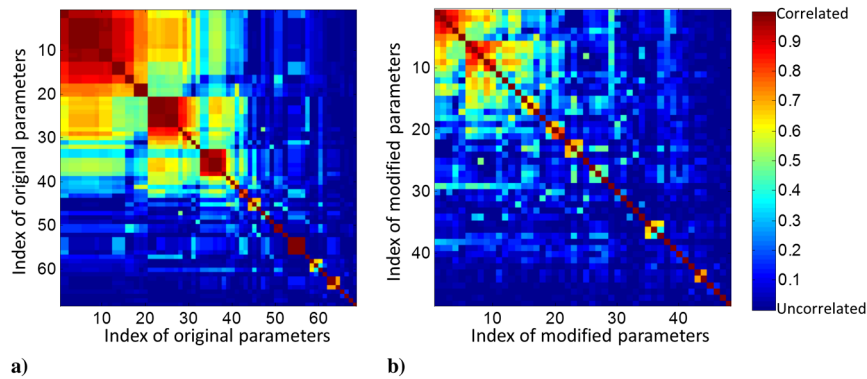 Index of original parameters
10
20
30
40
50
60
10 20 30 40 50 60
Index of original parameters
a)
Index of modified parameters
10
20
30
40
10 20 30 40
Index of modified parameters
b)
Correlated
0.9
0.8
0.7
0.6
0.5
0.4
0.3
0.2
0.1
Uncorrelated